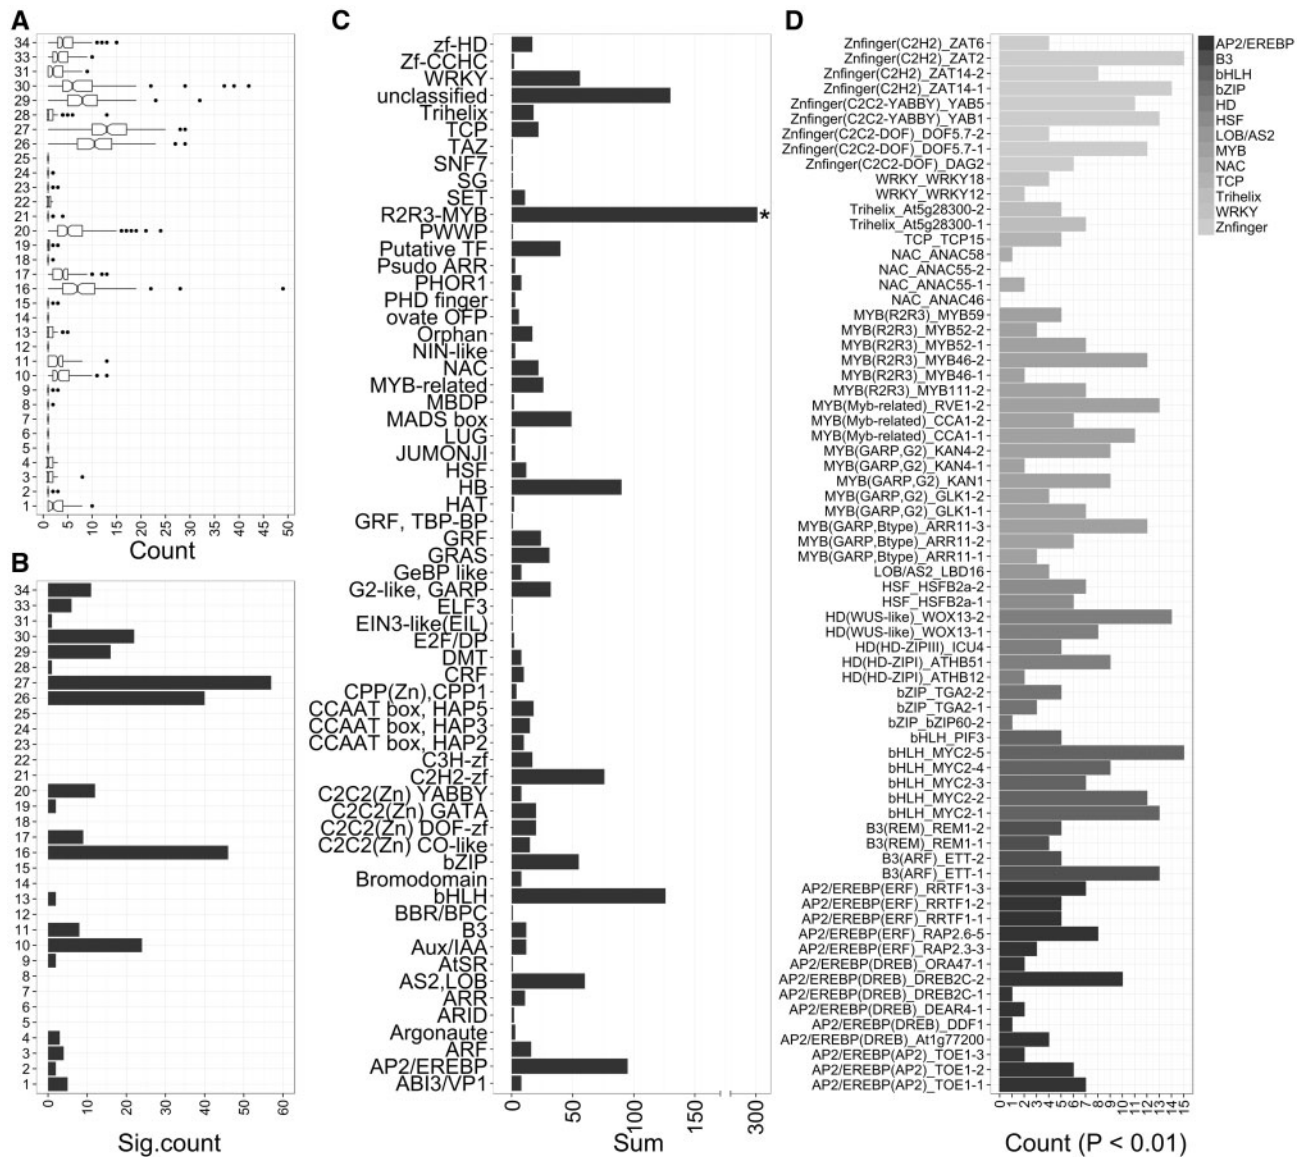 A
34
33
31
30
29
28
27
26
25
24
23
22
21
20
19
18
17
16
15
14
13
12
11
10
9
8
7
6
5
4
3
2
1
0 5 10 15 20 25 30 35 40 45 50
Count
B
34
33
31
30
29
28
27
26
25
24
23
22
21
20
19
18
17
16
15
14
13
12
11
10
9
8
7
6
5
4
3
2
1
0 10 20 30 40 50 60
Sig.count
C
zf-HD
Zf-CCHC
WRKY
unclassified
Trihelix
TCP
TAZ
SNF7
SG
SET
R2R3-MYB *
PWWP
Putative TF
Psudo ARR
PHOR1
PHD finger
ovate OFP
Orphan
NIN-like
NAC
MYB-related
MBDP
MADS box
LUG
JUMONJI
HSF
HB
HAT
GRF, TBP-BP
GRF
GRAS
GeBP like
G2-like, GARP
ELF3
EIN3-like(EIL)
E2F/DP
DMT
CRF
CPP(Zn),CPP1
CCAAT box, HAP5
CCAAT box, HAP3
CCAAT box, HAP2
C3H-zf
C2H2-zf
C2C2(Zn) YABBY
C2C2(Zn) GATA
C2C2(Zn) DOF-zf
C2C2(Zn) CO-like
bZIP
Bromodomain
bHLH
BBR/BPC
B3
Aux/IAA
AtSR
AS2,LOB
ARR
ARID
Argonaute
ARF
AP2/EREBP
ABI3/VP1
0 50 100 150 300
Sum
D
Znfinger(C2H2)_ZAT6
Znfinger(C2H2)_ZAT2
Znfinger(C2H2)_ZAT14-2
Znfinger(C2H2)_ZAT14-1
Znfinger(C2C2-YABBY)_YAB5
Znfinger(C2C2-YABBY)_YAB1
Znfinger(C2C2-DOF)_DOF5.7-2
Znfinger(C2C2-DOF)_DOF5.7-1
Znfinger(C2C2-DOF)_DAG2
WRKY_WRKY18
WRKY_WRKY12
Trihelix_At5g28300-2
Trihelix_At5g28300-1
TCP_TCP15
NAC_ANAC58
NAC_ANAC55-2
NAC_ANAC55-1
NAC_ANAC46
MYB(R2R3)_MYB59
MYB(R2R3)_MYB52-2
MYB(R2R3)_MYB52-1
MYB(R2R3)_MYB46-2
MYB(R2R3)_MYB46-1
MYB(R2R3)_MYB111-2
MYB(Myb-related)_RVE1-2
MYB(Myb-related)_CCA1-2
MYB(Myb-related)_CCA1-1
MYB(GARP,G2)_KAN4-2
MYB(GARP,G2)_KAN4-1
MYB(GARP,G2)_KAN1
MYB(GARP,G2)_GLK1-2
MYB(GARP,G2)_GLK1-1
MYB(GARP,Btype)_ARR11-3
MYB(GARP,Btype)_ARR11-2
MYB(GARP,Btype)_ARR11-1
LOB/AS2_LBD16
HSF_HSFB2a-2
HSF_HSFB2a-1
HD(WUS-like)_WOX13-2
HD(WUS-like)_WOX13-1
HD(HD-ZIPIII)_ICU4
HD(HD-ZIPI)_ATHB51
HD(HD-ZIPI)_ATHB12
bZIP_TGA2-2
bZIP_TGA2-1
bZIP_bZIP60-2
bHLH_PIF3
bHLH_MYC2-5
bHLH_MYC2-4
bHLH_MYC2-3
bHLH_MYC2-2
bHLH_MYC2-1
B3(REM)_REM1-2
B3(REM)_REM1-1
B3(ARF)_ETT-2
B3(ARF)_ETT-1
AP2/EREBP(ERF)_RRTF1-3
AP2/EREBP(ERF)_RRTF1-2
AP2/EREBP(ERF)_RRTF1-1
AP2/EREBP(ERF)_RAP2.6-5
AP2/EREBP(ERF)_RAP2.3-3
AP2/EREBP(DREB)_ORA47-1
AP2/EREBP(DREB)_DREB2C-2
AP2/EREBP(DREB)_DREB2C-1
AP2/EREBP(DREB)_DEAR4-1
AP2/EREBP(DREB)_DDF1
AP2/EREBP(DREB)_At1g77200
AP2/EREBP(AP2)_TOE1-3
AP2/EREBP(AP2)_TOE1-2
AP2/EREBP(AP2)_TOE1-1
0 1 2 3 4 5 6 7 8 9 10 11 12 13 14 15
Count (P < 0.01)
AP2/EREBP
B3
bHLH
bZIP
HD
HSF
LOB/AS2
MYB
NAC
TCP
Trihelix
WRKY
Znfinger